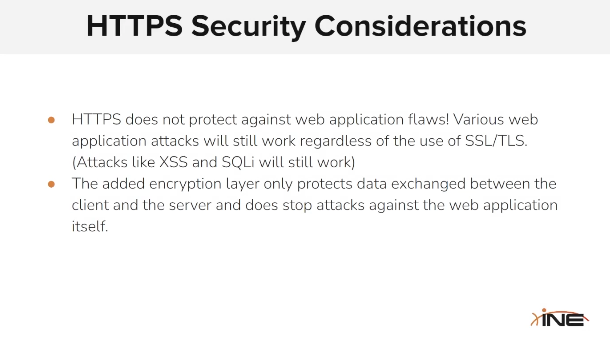 HTTPS Security Considerations
HTTPS does not protect against web application flaws! Various web
application attacks will still work regardless of the use of SSL/TLS.
(Attacks like XSS and SQLi will still work)
The added encryption layer only protects data exchanged between the
client and the server and does stop attacks against the web application
itself.
INE